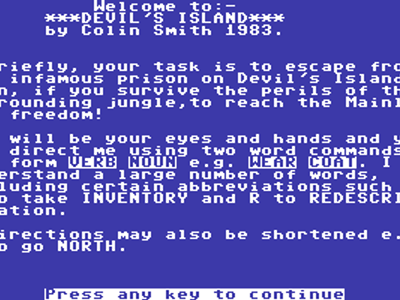 Welcome to:-
***DEVIL'S ISLAND***
by Colin Smith 1983.
riefly, your task is to escape fro
infamous prison on Devil's Islan
n, if you survive the perils of th
rounding jungle,to reach the Mainl
freedom!
will be your eyes and hands and y
direct me using two word commands
form VERB NOUN e.g. WEAR COAT. I
erstand a large number of words,
luding certain abbreviations such
o take INVENTORY and R to REDESCRI
ation.
irections may also be shortened e.
o go NORTH.
Press any key to continue